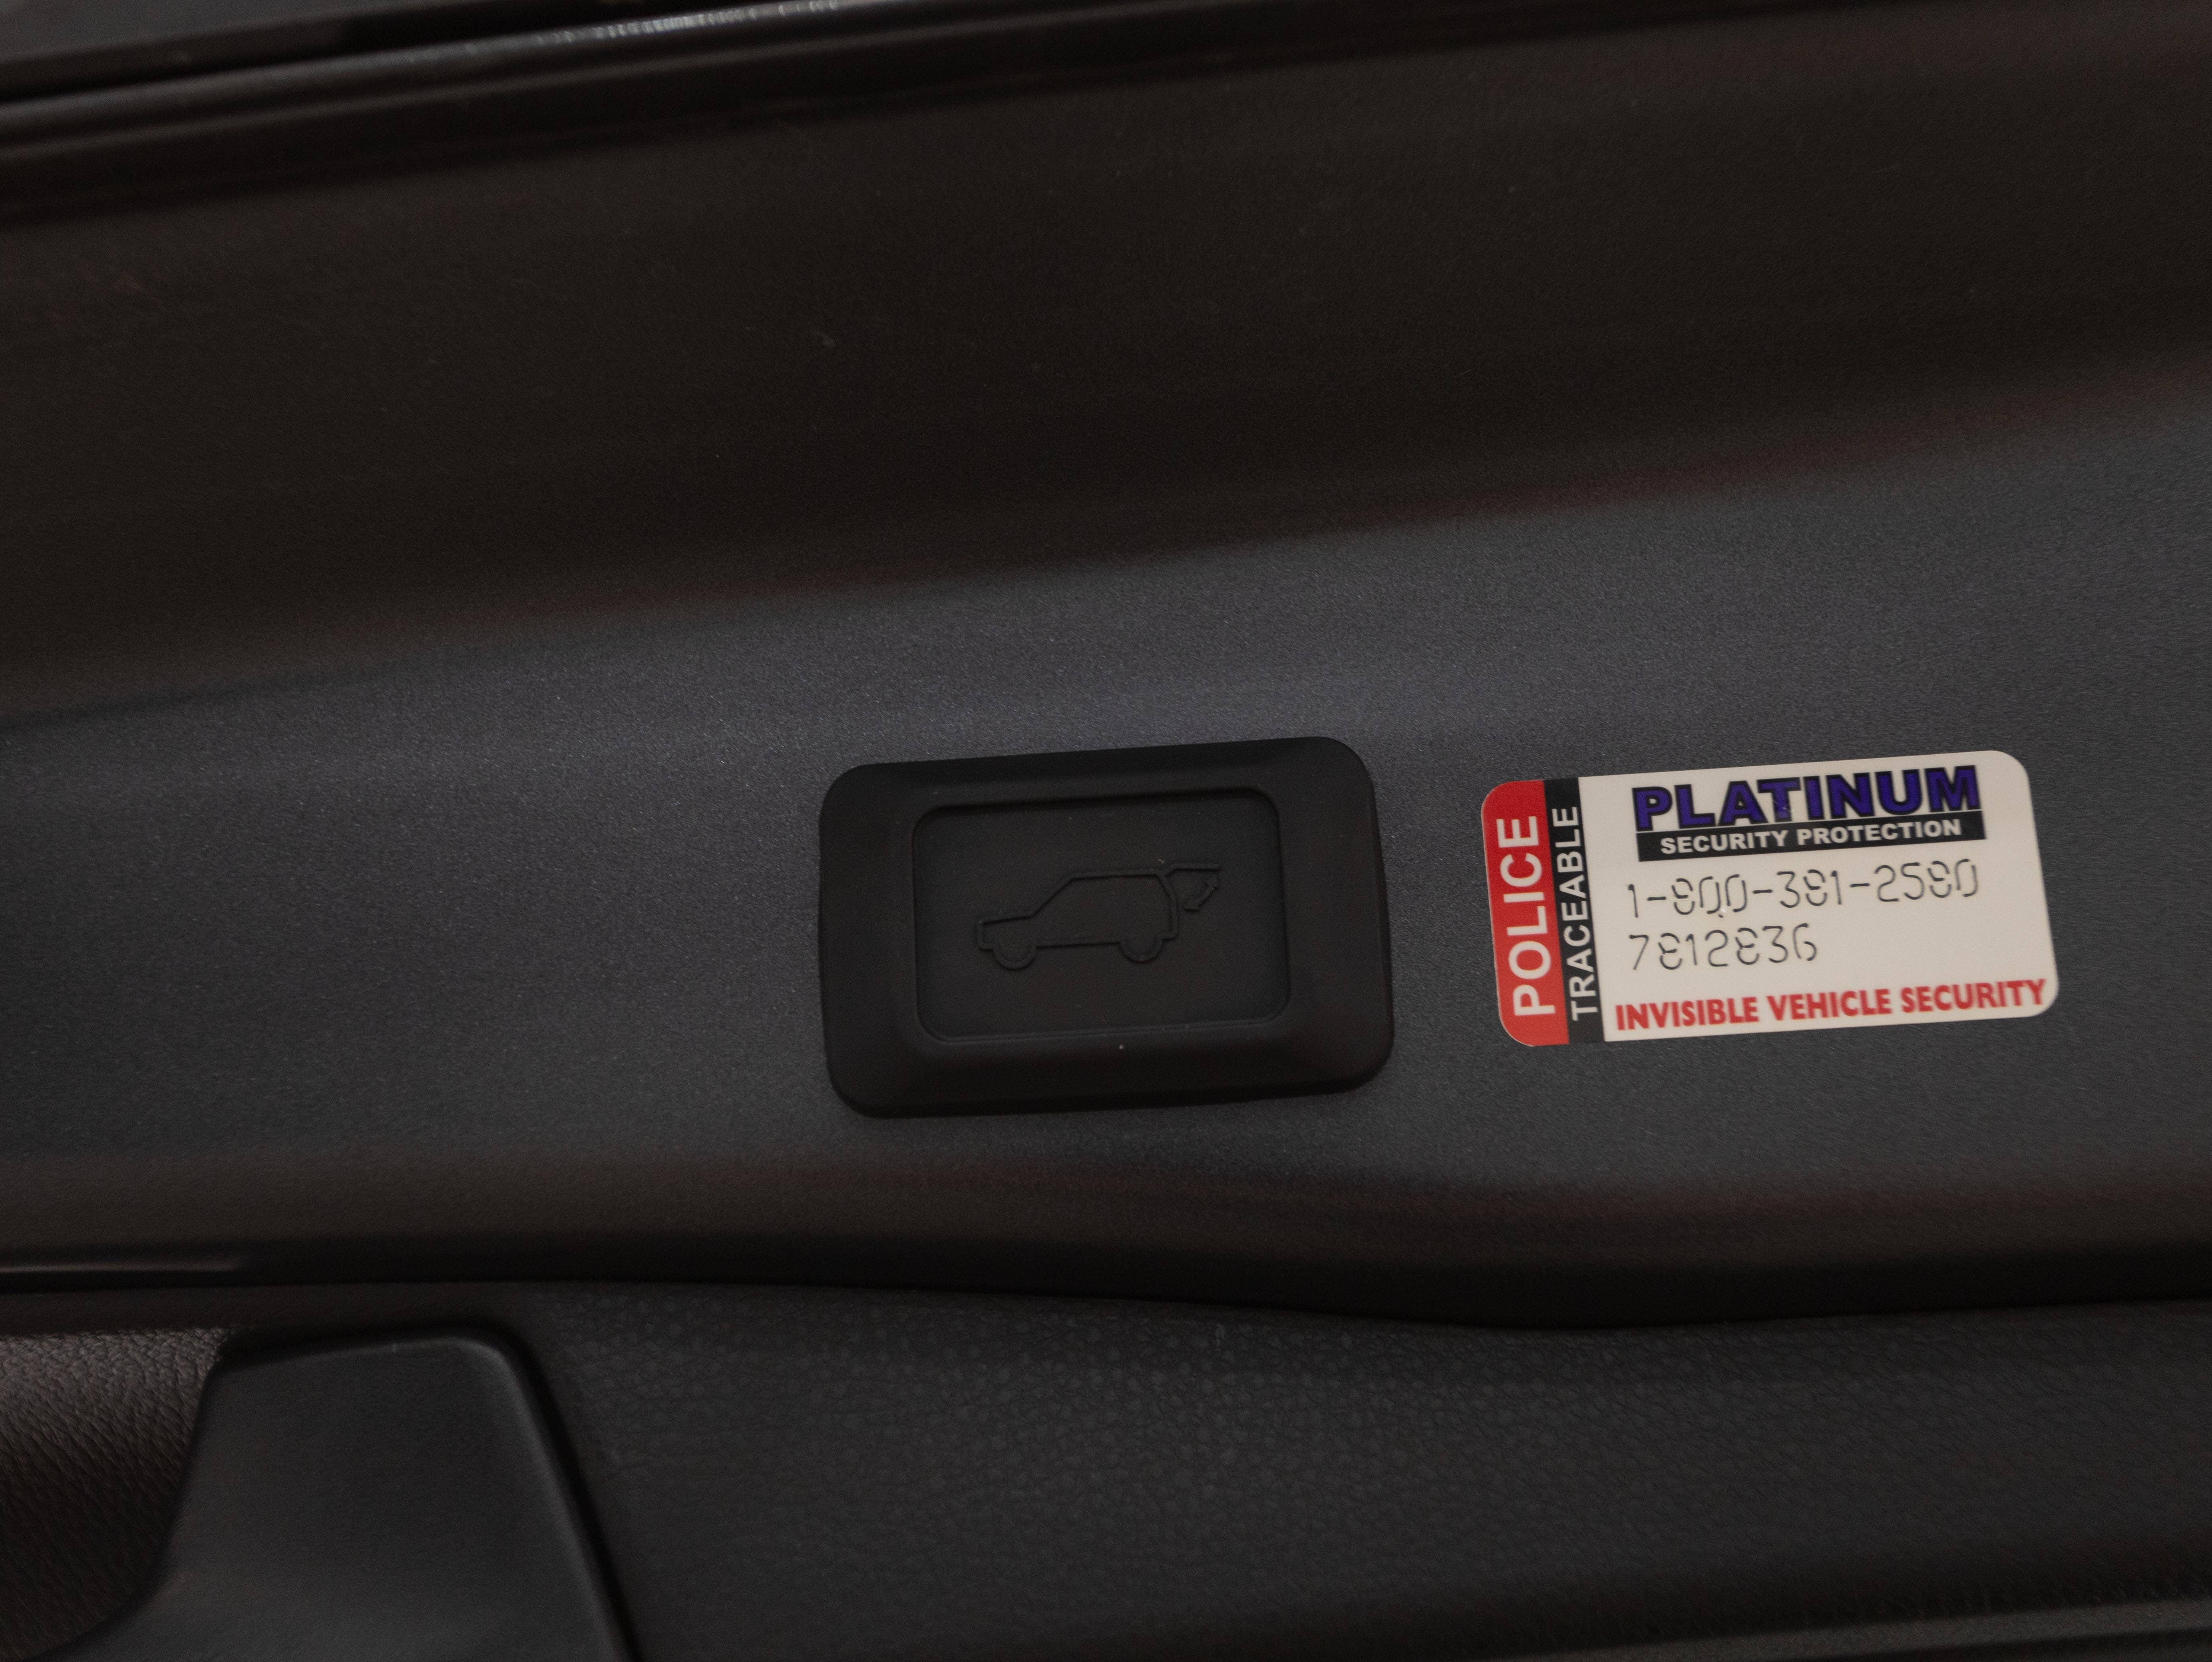 POLICE
TRACEABLE
PLATINUM
SECURITY PROTECTION
1-800-381-2580
7812836
INVISIBLE VEHICLE SECURITY